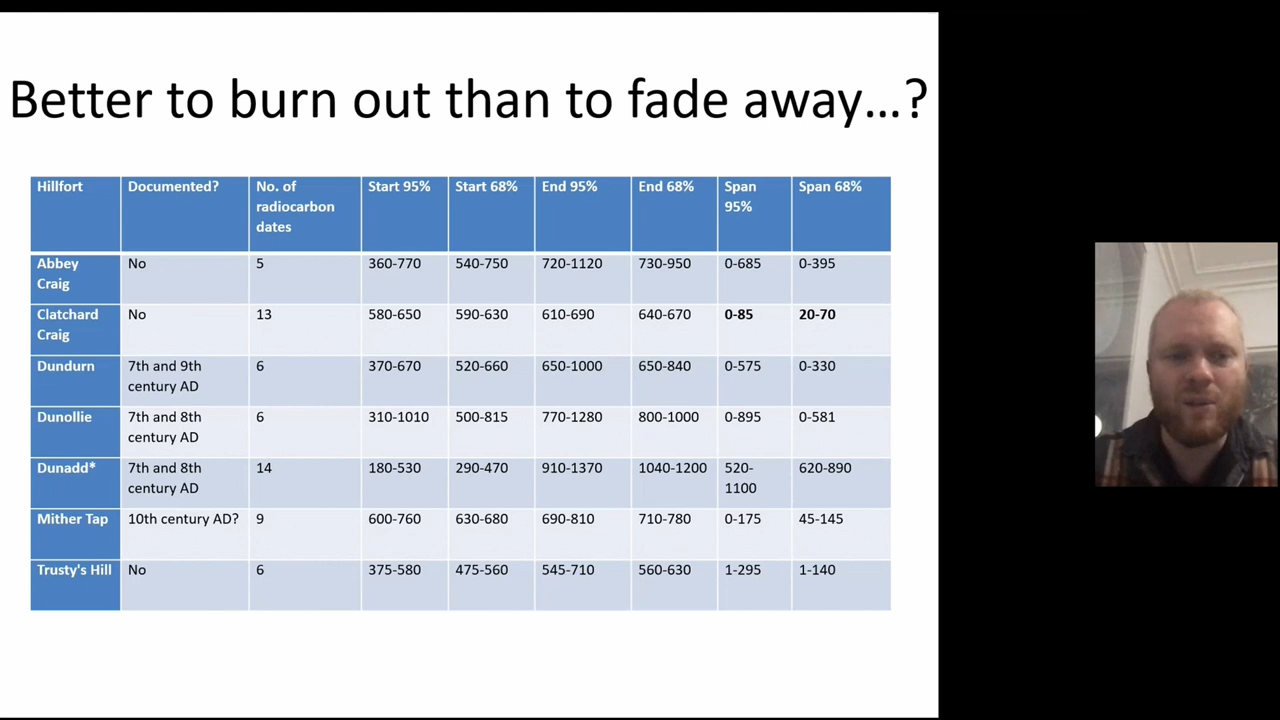 Better to burn out than to fade away...?
Hillfort Documented? No. of radiocarbon dates Start 95% Start 68% End 95% End 68% Span 95% Span 68%
Abbey Craig No 5 360-770 540-750 720-1120 730-950 0-685 0-395
Clatchard Craig No 13 580-650 590-630 610-690 640-670 0-85 20-70
Dundurn 7th and 9th century AD 6 370-670 520-660 650-1000 650-840 0-575 0-330
Dunollie 7th and 8th century AD 6 310-1010 500-815 770-1280 800-1000 0-895 0-581
Dunadd* 7th and 8th century AD 14 180-530 290-470 910-1370 1040-1200 520-1100 620-890
Mither Tap 10th century AD? 9 600-760 630-680 690-810 710-780 0-175 45-145
Trusty's Hill No 6 375-580 475-560 545-710 560-630 1-295 1-140